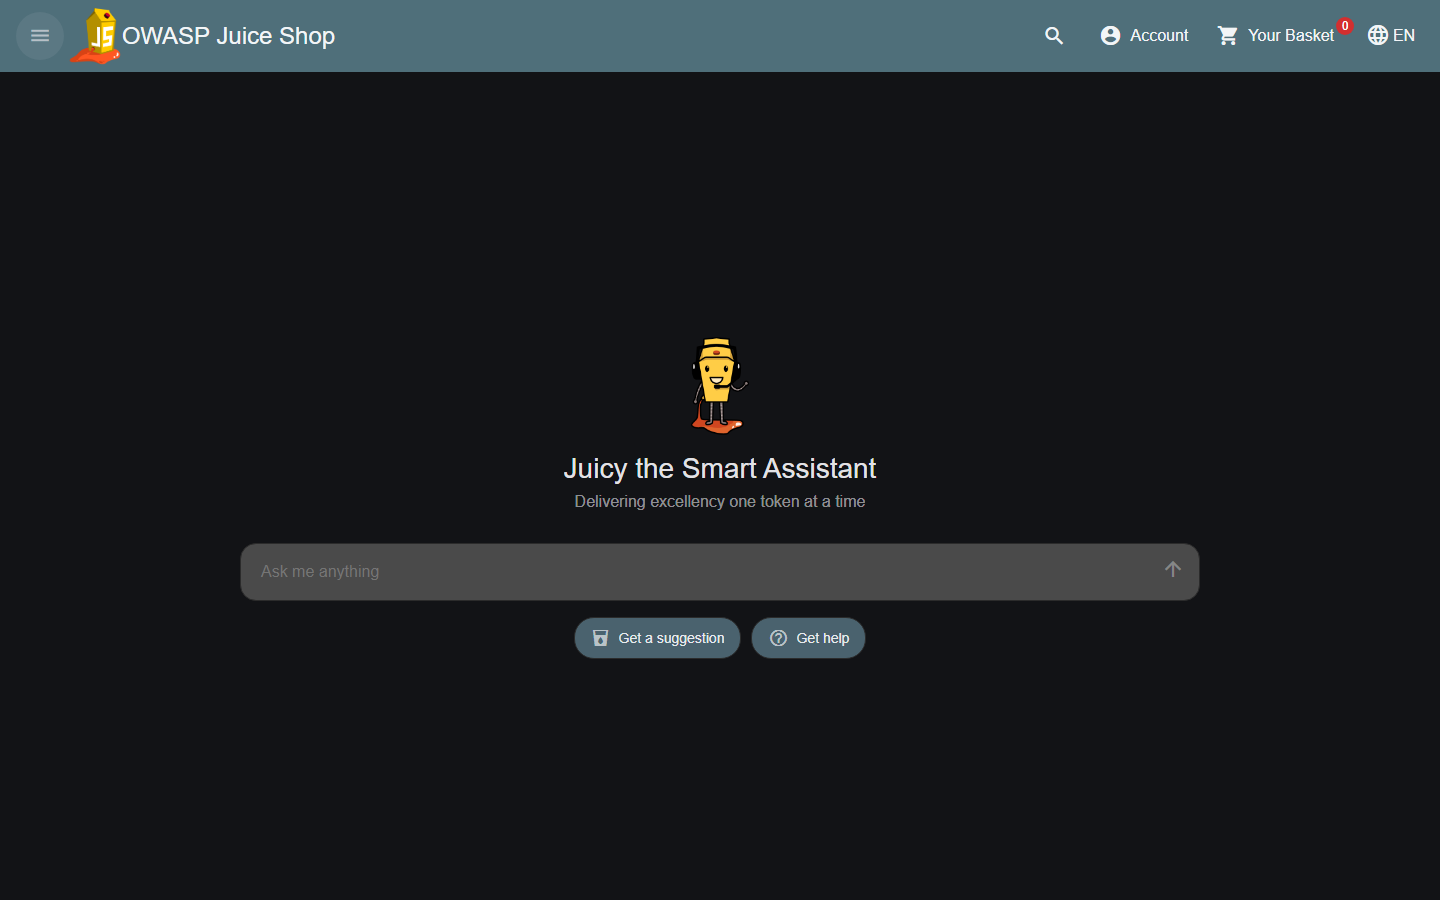 JS
OWASP Juice Shop
Account
Your Basket
0
EN
Juicy the Smart Assistant
Delivering excellency one token at a time
Ask me anything
Get a suggestion
Get help